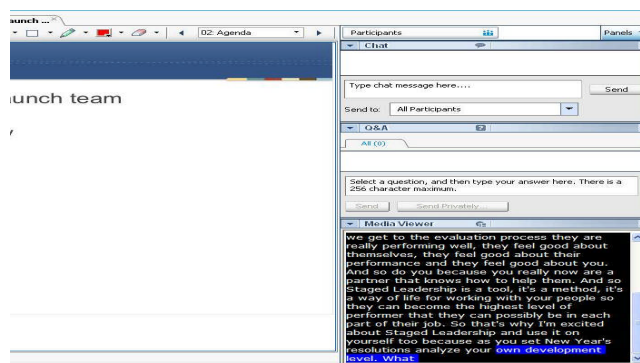 aunch ...
02: Agenda
Participants
Panels
Chat
unch team
Type chat message here....
Send
Send to: All Participants
Q&A
All (0)
Select a question, and then type your answer here. There is a
256 character maximum.
Send
Send Privately...
Media Viewer
we get to the evaluation process they are
really performing well, they feel good about
themselves, they feel good about their
performance and they feel good about you.
And so do you because you really now are a
partner that knows how to help them. And so
Staged Leadership is a tool, it's a method, it's
a way of life for working with your people so
they can become the highest level of
performer that they can possibly be in each
part of their job. So that's why I'm excited
about Staged Leadership and use it on
yourself too because as you set New Year's
resolutions analyze your own development
level. What